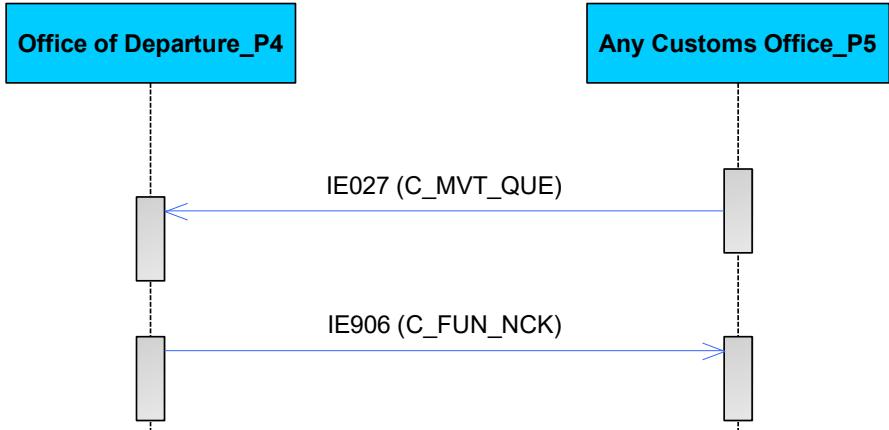 Office of Departure_P4
Any Customs Office_P5
IE027 (C_MVT_QUE)
IE906 (C_FUN_NCK)